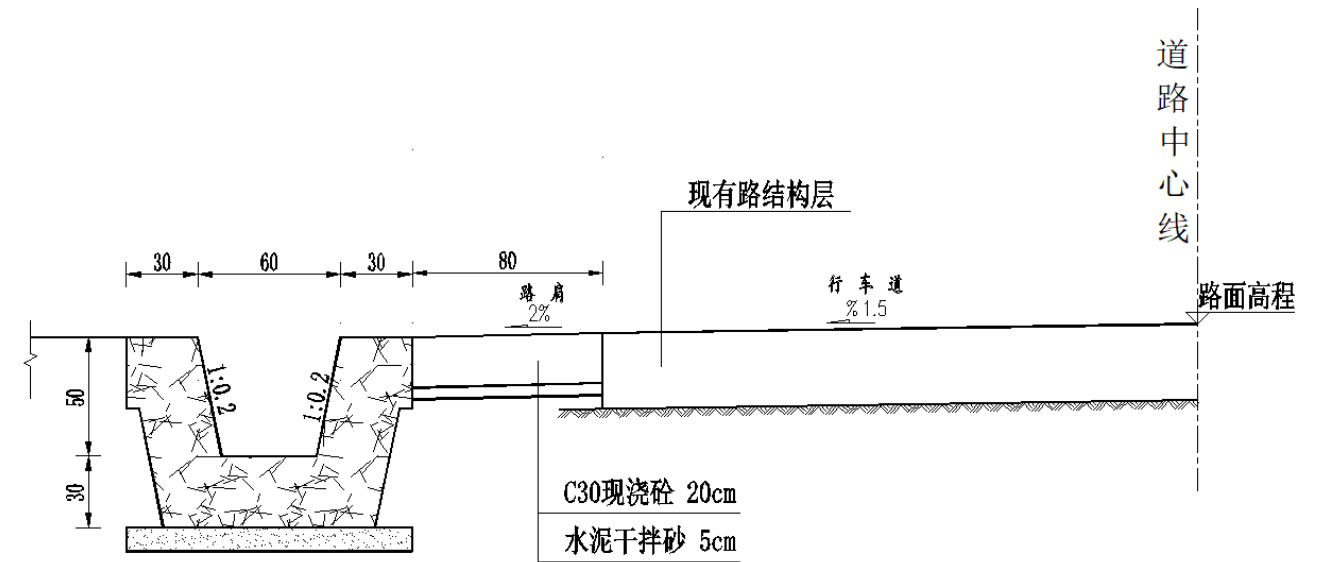 道路中心线
现有路结构层
30
60
30
80
路肩
2%
行车道
%1.5
路面高程
50
1:0.2
1:0.2
30
C30现浇砼 20cm
水泥干拌砂 5cm